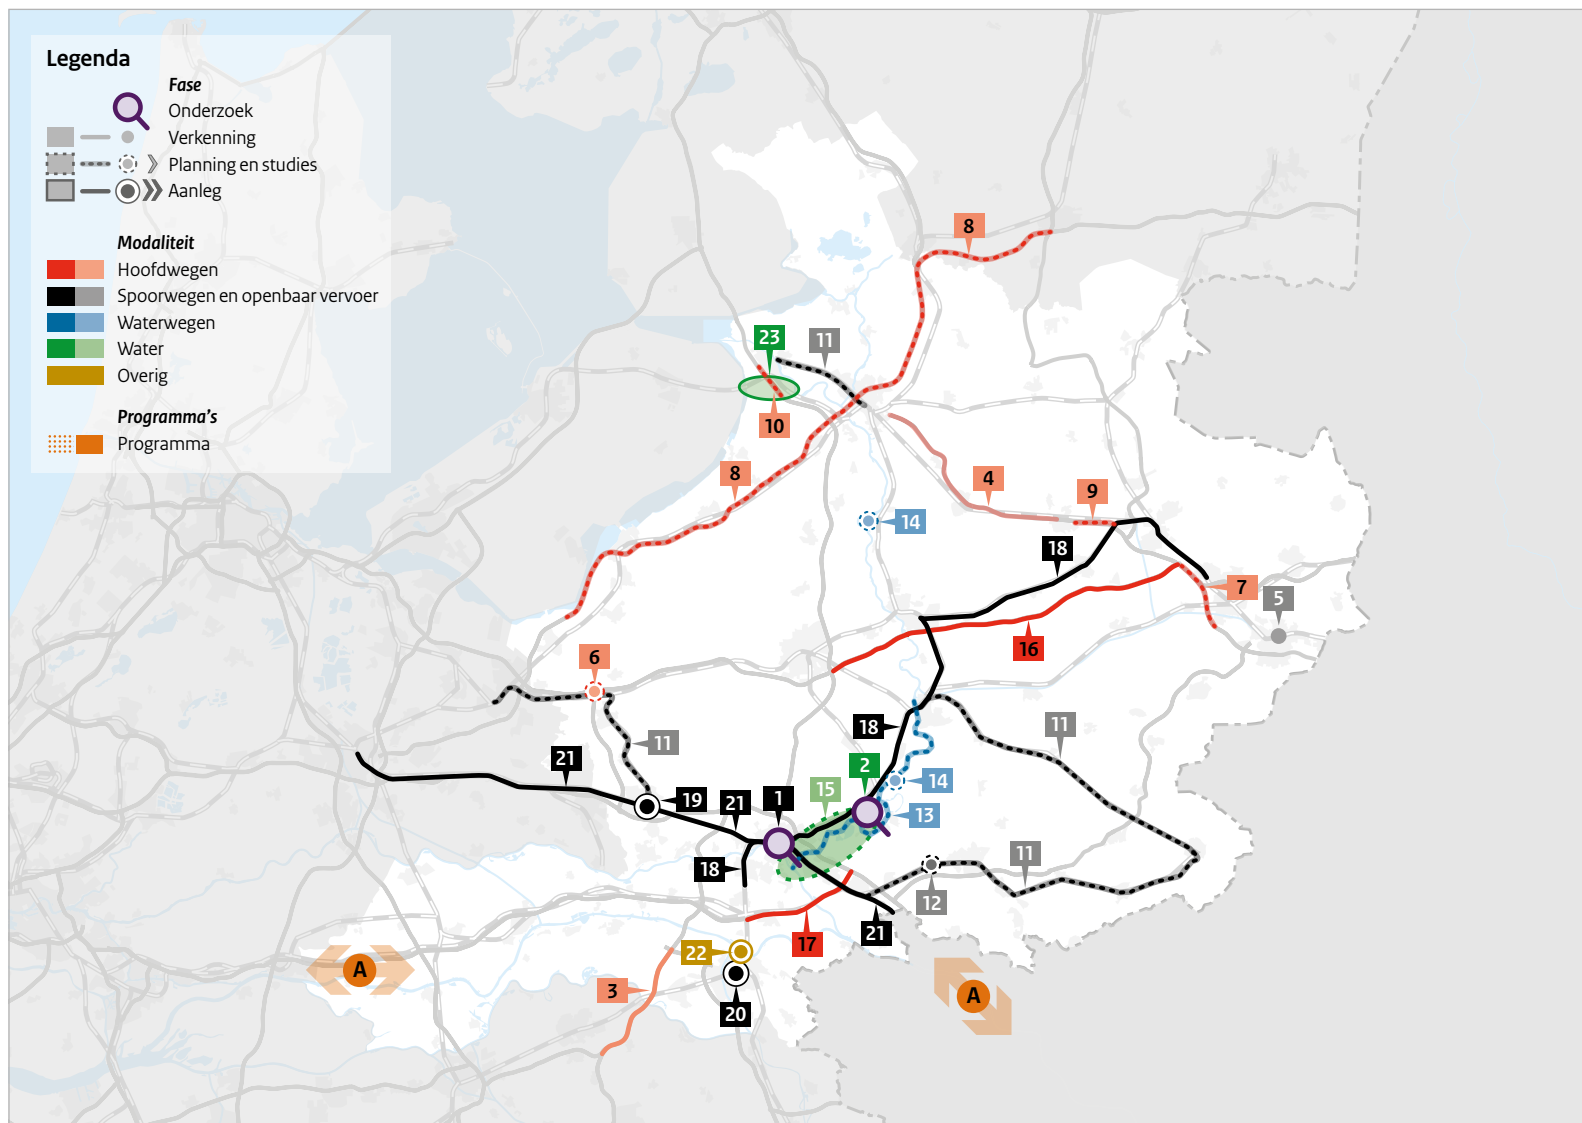 Legenda
Fase
Onderzoek
Verkenning
Planning en studies
Aanleg
Modaliteit
Hoofdwegen
Spoorwegen en openbaar vervoer
Waterwegen
Water
Overig
Programma's
Programma
8
23
11
10
8
4
9
14
18
7
5
16
6
11
18
11
21
2
14
19
21
1
15
13
18
11
12
17
21
22
A
3
20
A